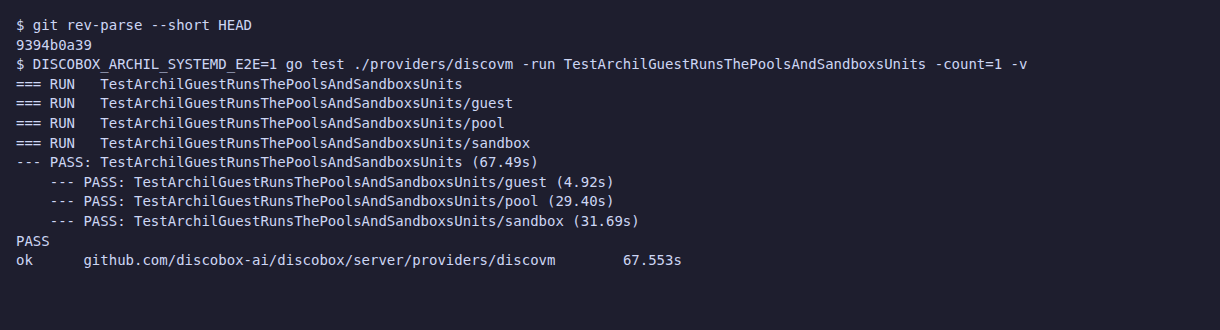 $ git rev-parse --short HEAD
9394b0a39
$ DISCOBOX_ARCHIL_SYSTEMD_E2E=1 go test ./providers/discovm -run TestArchilGuestRunsThePoolsAndSandboxsUnits -count=1 -v
=== RUN   TestArchilGuestRunsThePoolsAndSandboxsUnits
=== RUN   TestArchilGuestRunsThePoolsAndSandboxsUnits/guest
=== RUN   TestArchilGuestRunsThePoolsAndSandboxsUnits/pool
=== RUN   TestArchilGuestRunsThePoolsAndSandboxsUnits/sandbox
--- PASS: TestArchilGuestRunsThePoolsAndSandboxsUnits (67.49s)
    --- PASS: TestArchilGuestRunsThePoolsAndSandboxsUnits/guest (4.92s)
    --- PASS: TestArchilGuestRunsThePoolsAndSandboxsUnits/pool (29.40s)
    --- PASS: TestArchilGuestRunsThePoolsAndSandboxsUnits/sandbox (31.69s)
PASS
ok      github.com/discobox-ai/discobox/server/providers/discovm        67.553s